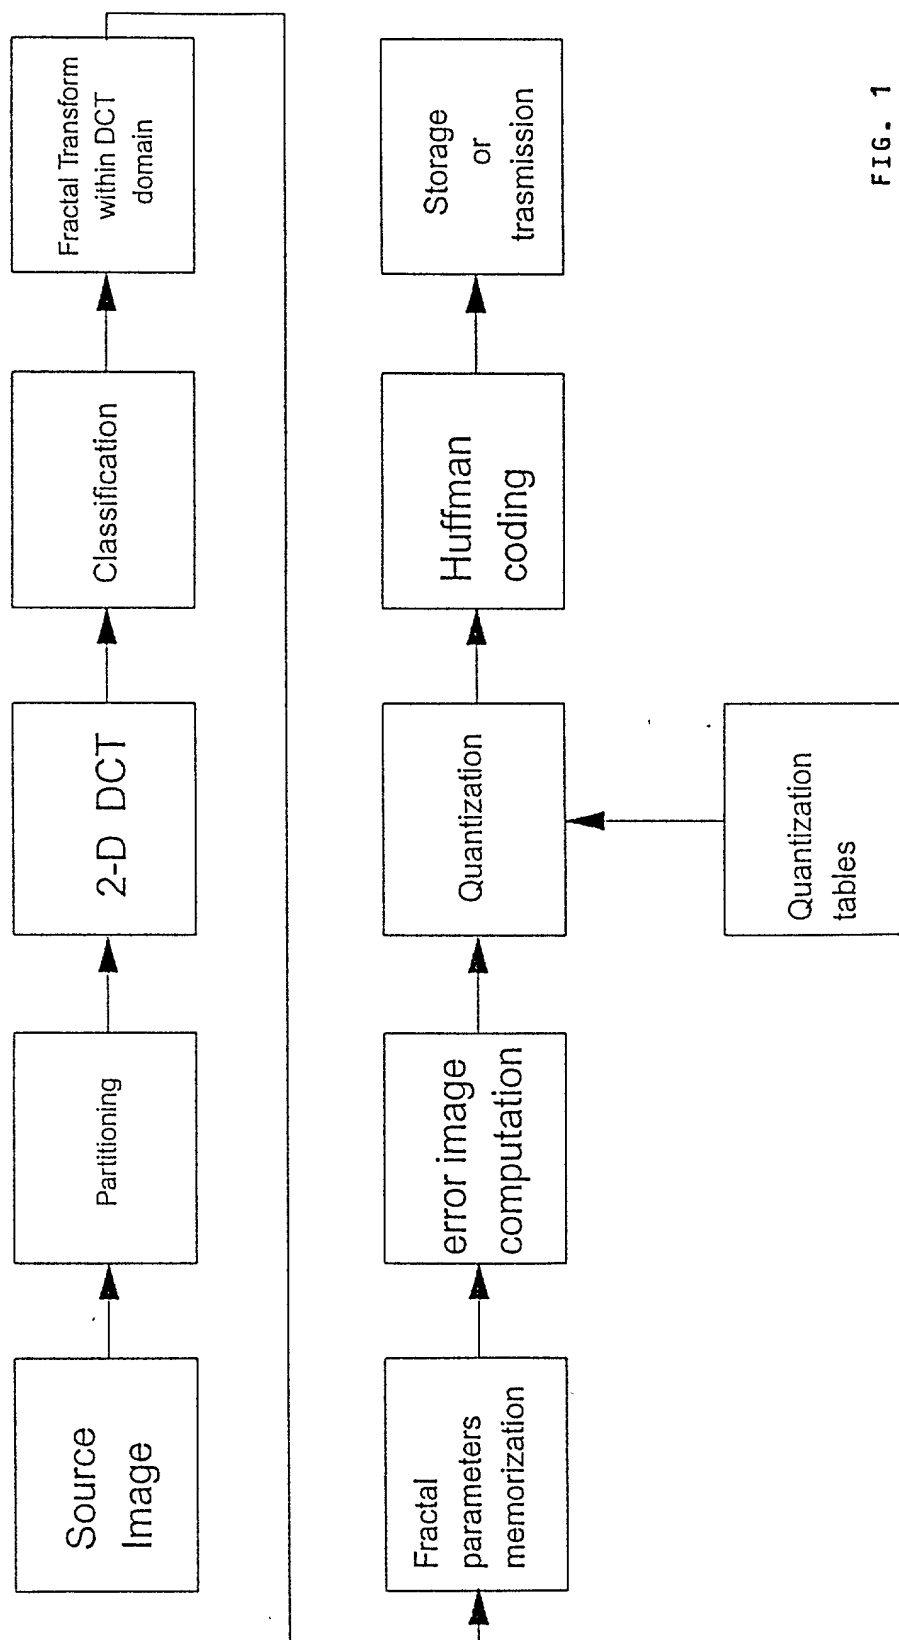 Source
Image
Partitioning
2-D DCT
Classification
Fractal Transform
within DCT
domain
Fractal
parameters
memorization
error image
computation
Quantization
Huffman
coding
Storage
or
trasmission
Quantization
tables
FIG. 1